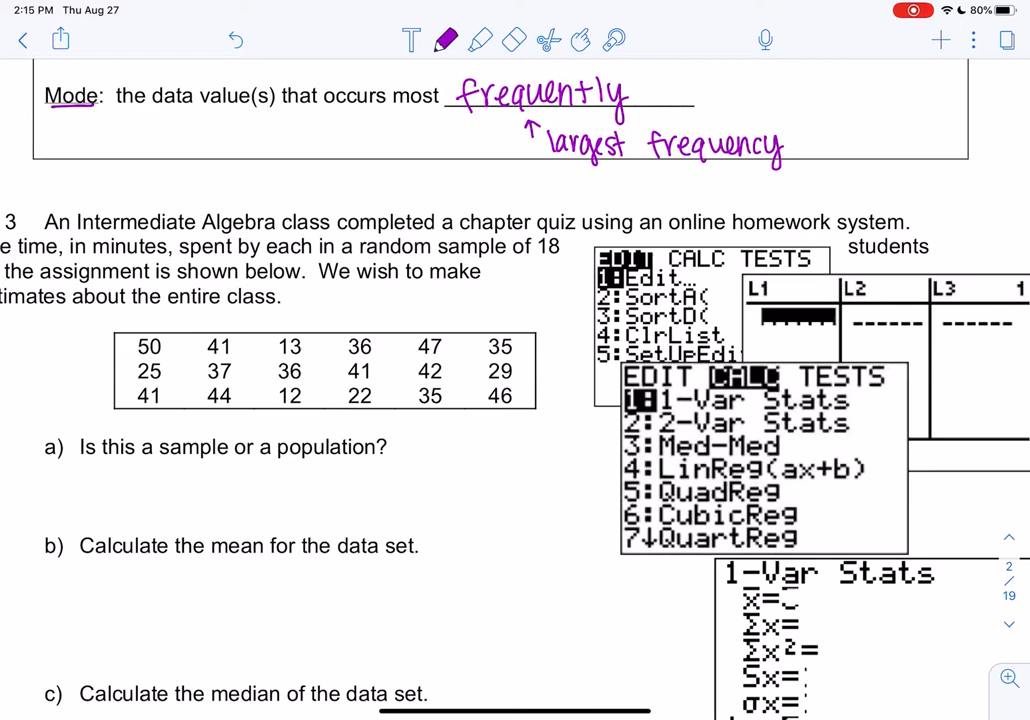 2:15 PM Thu Aug 27
80%
Mode: the data value(s) that occurs most frequently
↑ largest frequency
3 An Intermediate Algebra class completed a chapter quiz using an online homework system.
e time, in minutes, spent by each in a random sample of 18 students
the assignment is shown below. We wish to make
timates about the entire class.
50 41 13 36 47 35
25 37 36 41 42 29
41 44 12 22 35 46
a) Is this a sample or a population?
b) Calculate the mean for the data set.
c) Calculate the median of the data set.
EDIT CALC TESTS
1:Edit…
2:SortA(
3:SortD(
4:ClrList
5:SetUpEdi
L1 L2 L3 1
EDIT CALC TESTS
1:1-Var Stats
2:2-Var Stats
3:Med-Med
4:LinReg(ax+b)
5:QuadReg
6:CubicReg
7↓QuartReg
1-Var Stats
x̄=
Σx=
Σx²=
Sx=
σx=
2
/
19